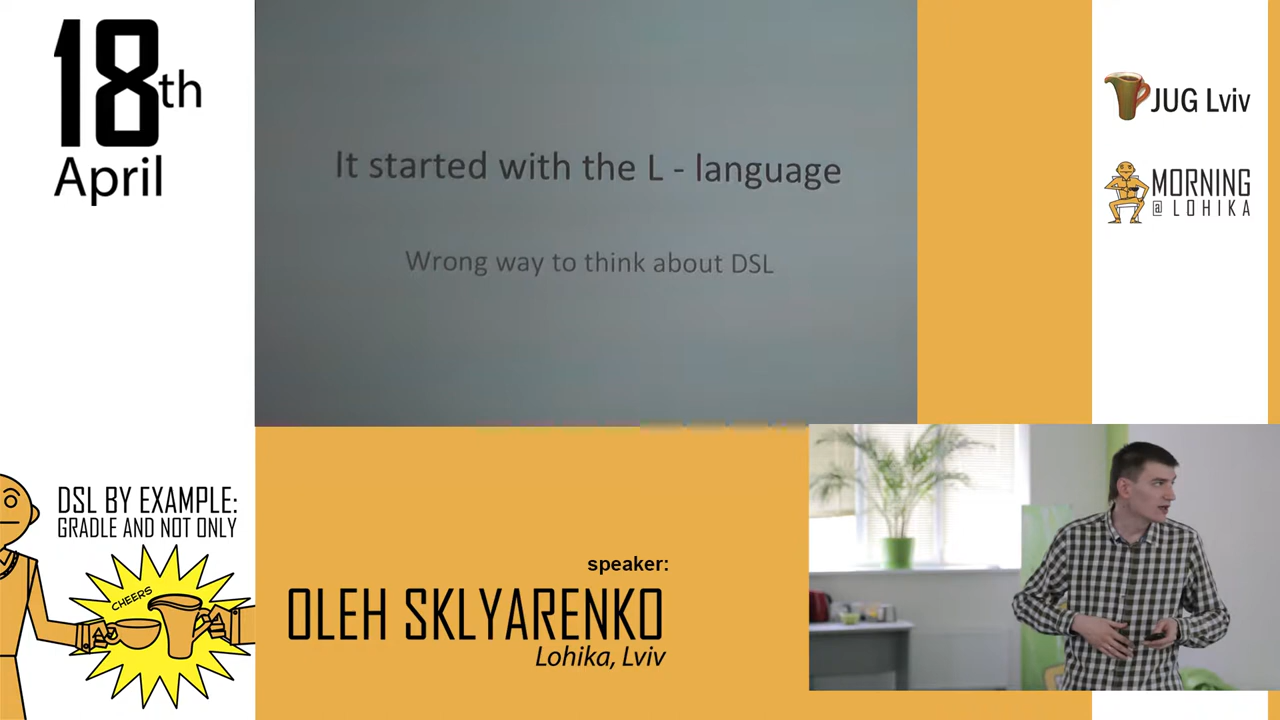 18th
April
It started with the L - language
Wrong way to think about DSL
JUG Lviv
MORNING
@ LOHIKA
DSL BY EXAMPLE:
GRADLE AND NOT ONLY
CHEERS
speaker:
OLEH SKLYARENKO
Lohika, Lviv